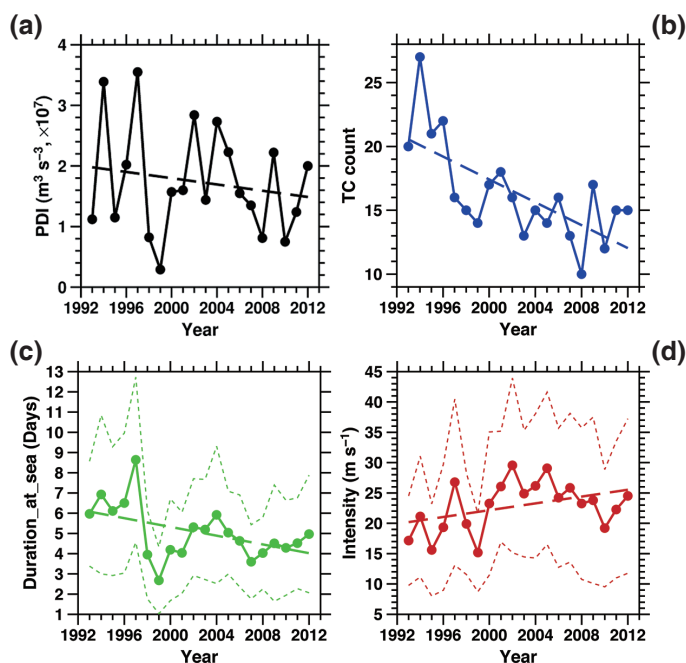 (a)
(b)
4
3
2
1
0
PDI (m³ s⁻³, ×10⁷)
1992 1996 2000 2004 2008 2012
Year
25
20
15
10
TC count
1992 1996 2000 2004 2008 2012
Year
(c)
(d)
13
12
11
10
9
8
7
6
5
4
3
2
1
Duration_at_sea (Days)
1992 1996 2000 2004 2008 2012
Year
45
40
35
30
25
20
15
10
5
Intensity (m s⁻¹)
1992 1996 2000 2004 2008 2012
Year